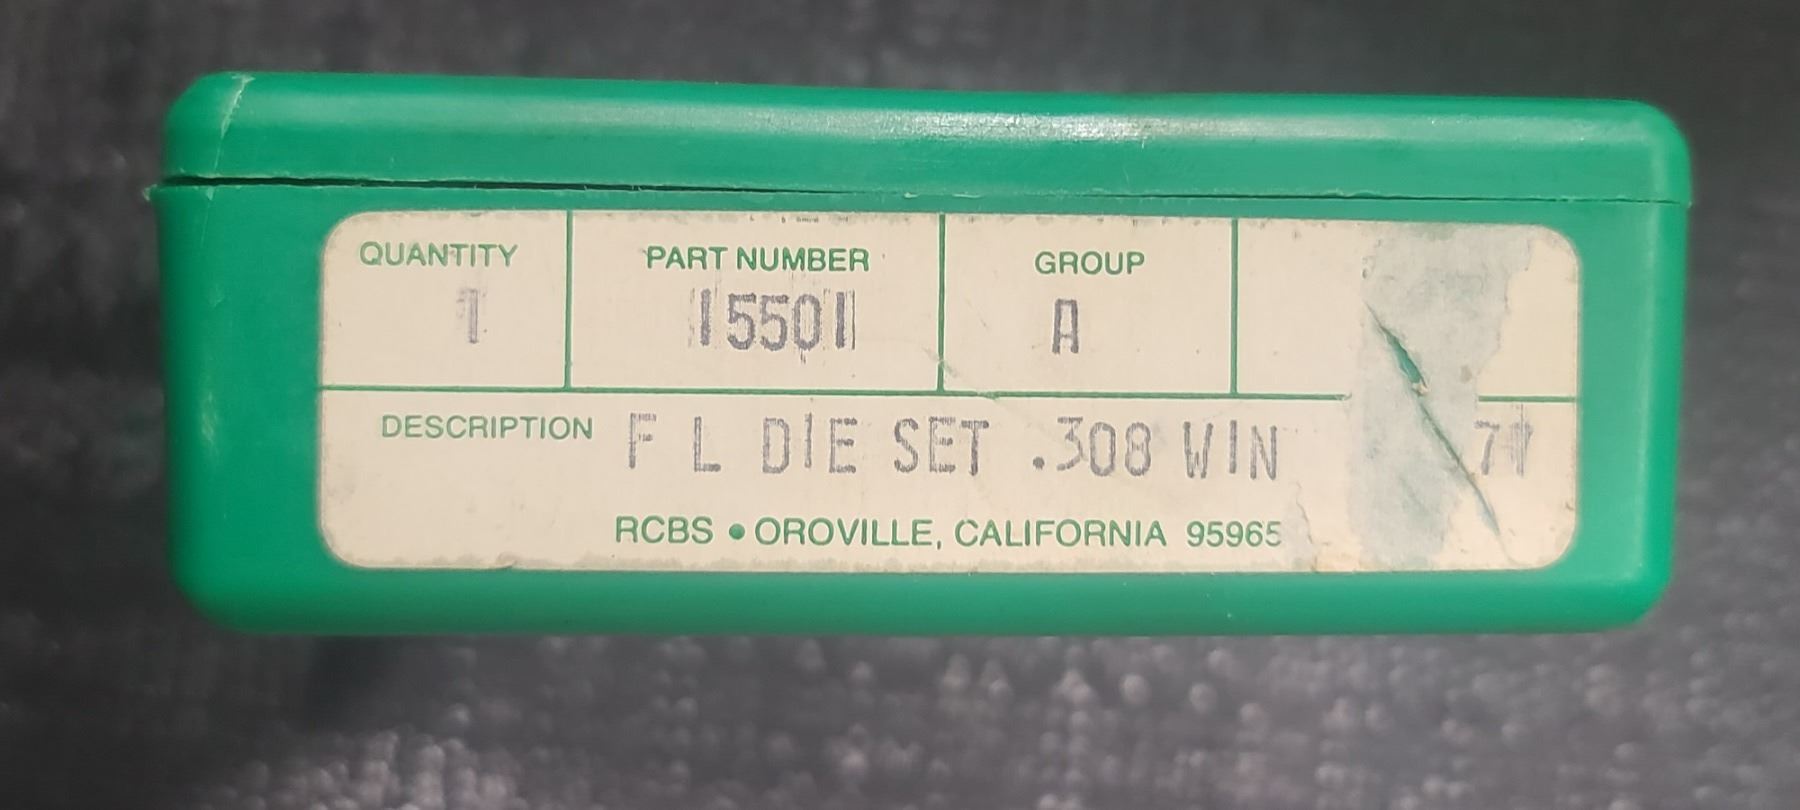 QUANTITY PART NUMBER GROUP
1 15501 A
DESCRIPTION F L DIE SET .308 WIN
RCBS • OROVILLE, CALIFORNIA 95965